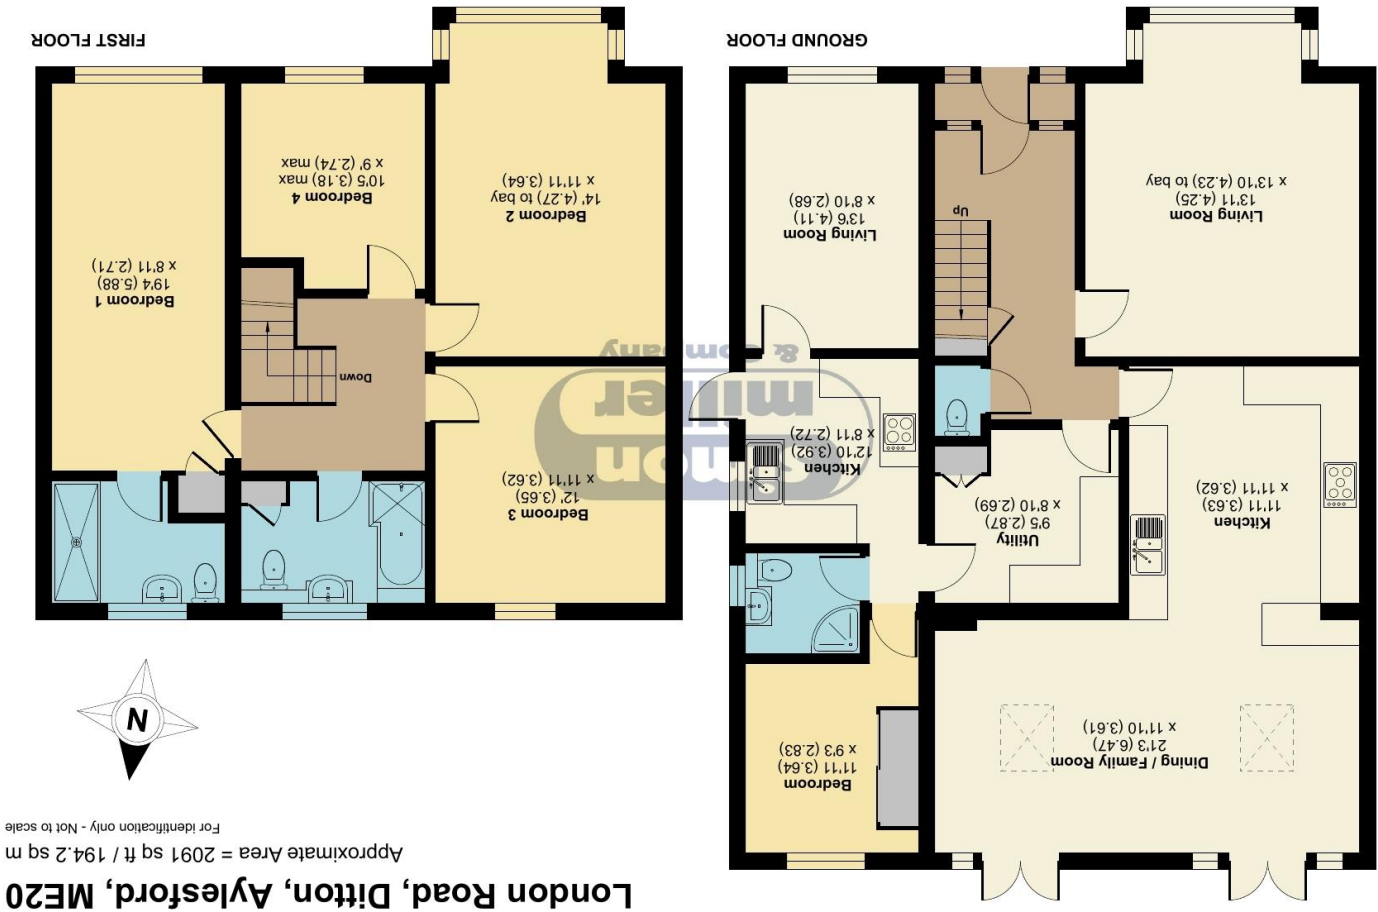 London Road, Ditton, Aylesford, ME20
Approximate Area = 2091 sq ft / 194.2 sq m
For identification only - Not to scale
N
Bedroom
11'11 (3.64)
x 9'3 (2.83)
Dining / Family Room
21'3 (6.47)
x 11'10 (3.61)
Kitchen
11'11 (3.63)
x 11'11 (3.62)
Utility
9'5 (2.87)
x 8'10 (2.69)
Kitchen
12'10 (3.92)
x 8'11 (2.72)
Living Room
13'6 (4.11)
x 8'10 (2.68)
Up
Living Room
13'11 (4.25)
x 13'10 (4.23) to bay
GROUND FLOOR
Bedroom 3
12' (3.65)
x 11'11 (3.62)
Down
Bedroom 1
19'4 (5.88)
x 8'11 (2.71)
Bedroom 4
10'5 (3.18) max
x 9' (2.74) max
Bedroom 2
14' (4.27) to bay
x 11'11 (3.64)
FIRST FLOOR
simon
miller
& company